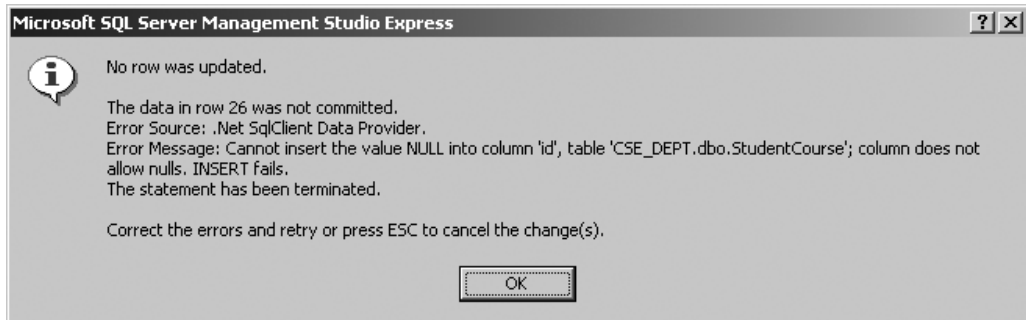 Microsoft SQL Server Management Studio Express
No row was updated.
The data in row 26 was not committed.
Error Source: .Net SqlClient Data Provider.
Error Message: Cannot insert the value NULL into column 'id', table 'CSE_DEPT.dbo.StudentCourse'; column does not
allow nulls. INSERT fails.
The statement has been terminated.
Correct the errors and retry or press ESC to cancel the change(s).
OK